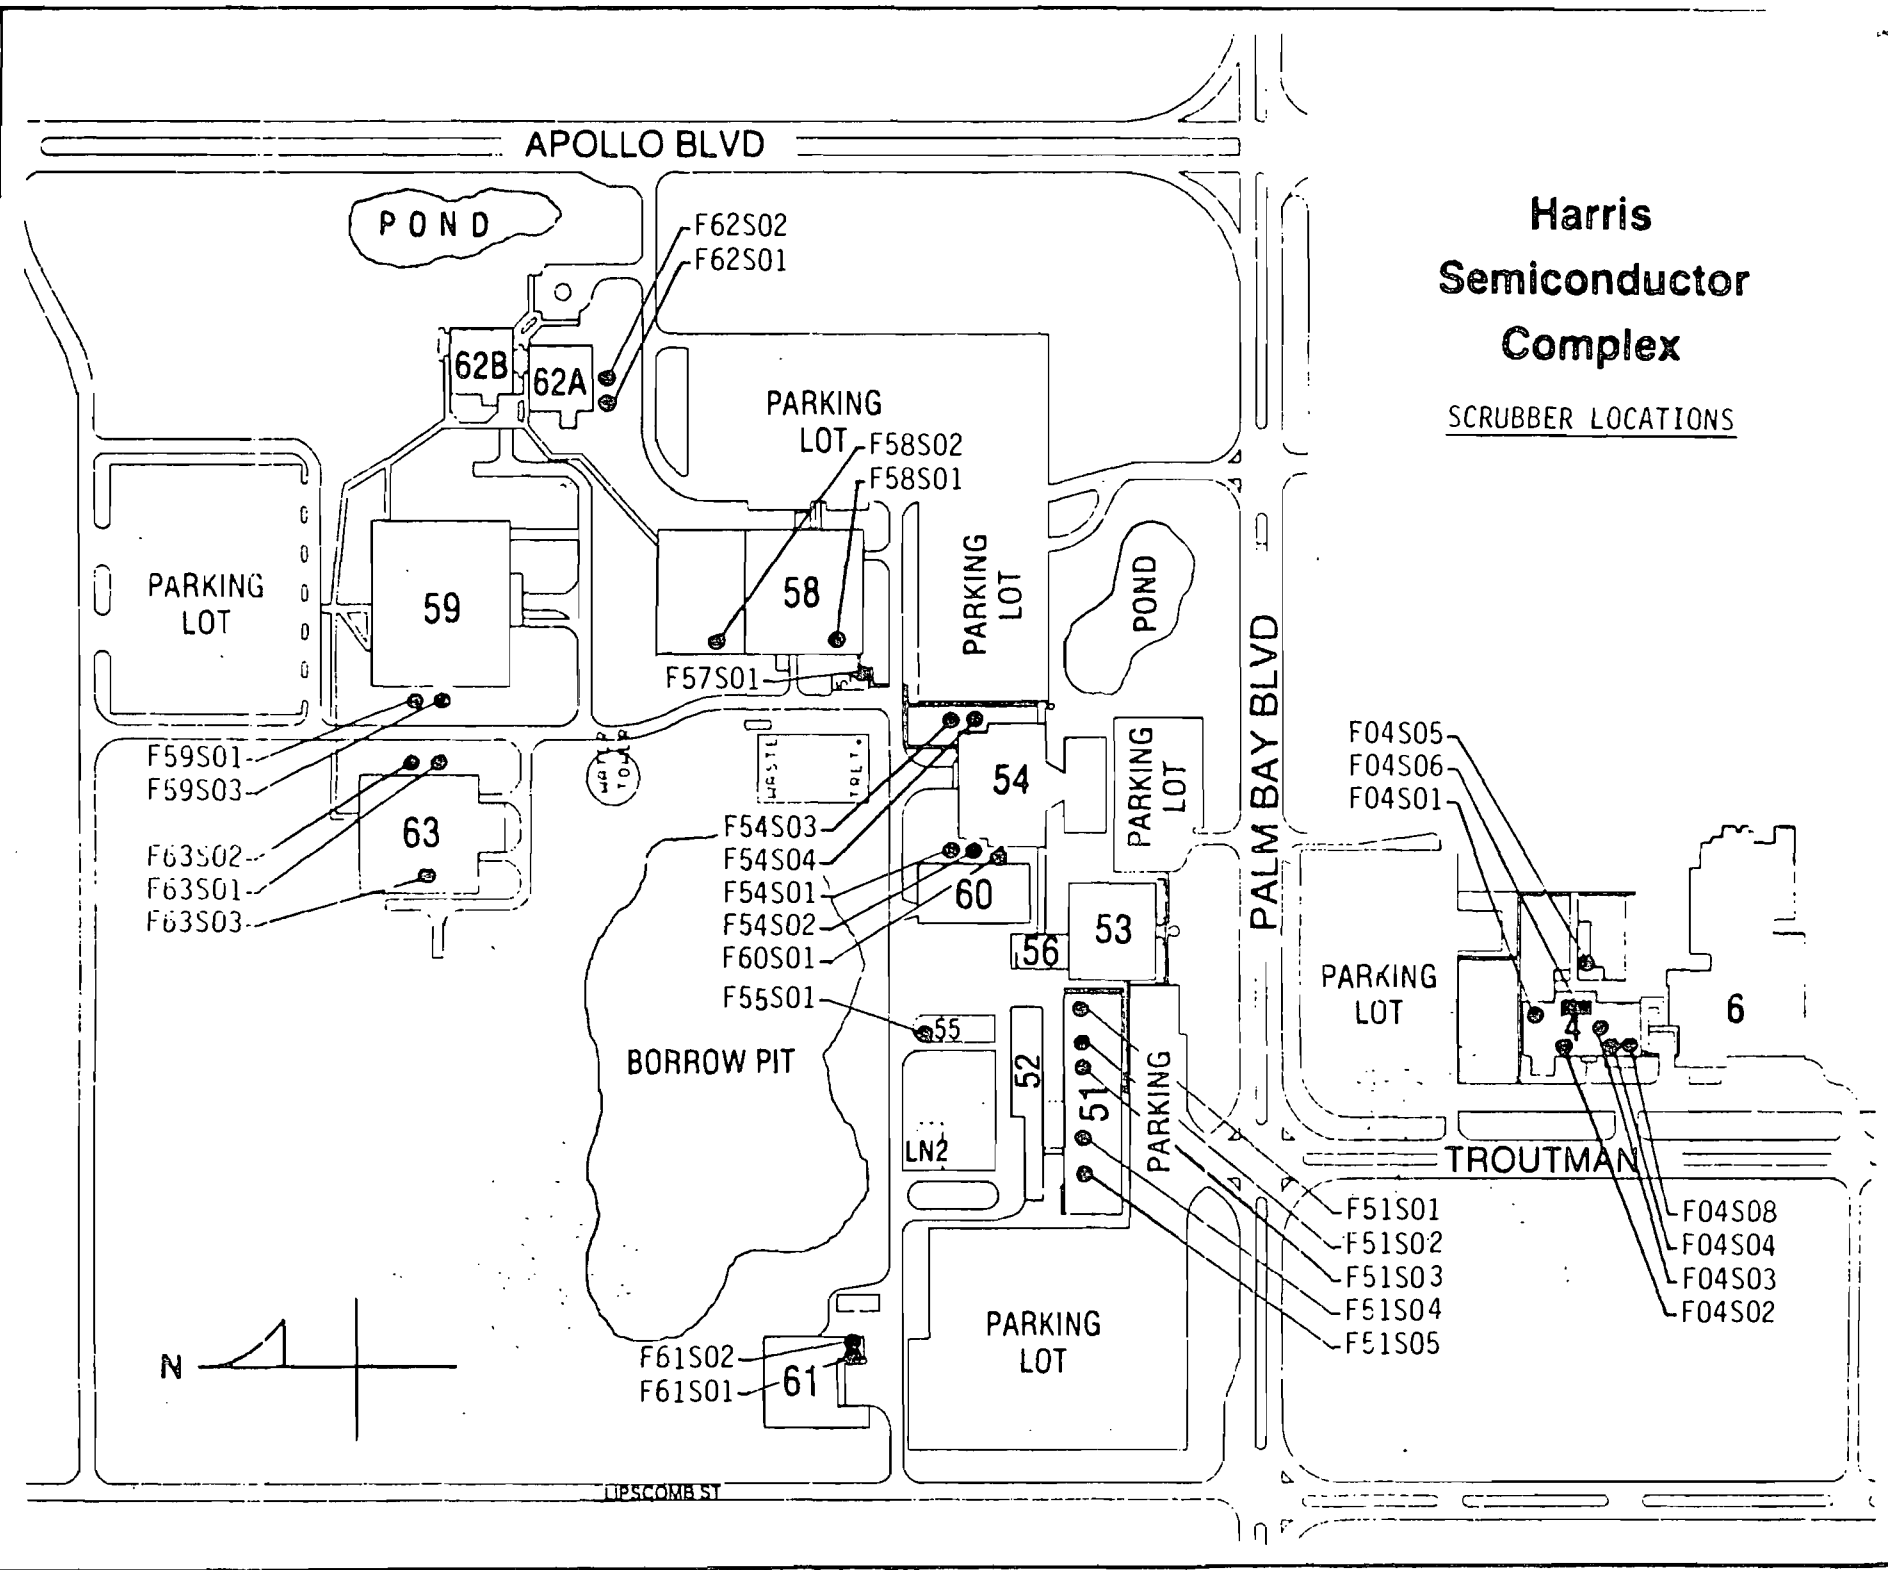 APOLLO BLVD
POND
F62S02
F62S01
Harris
Semiconductor
Complex
SCRUBBER LOCATIONS
62B
62A
PARKING
LOT
F58S02
F58S01
PARKING
LOT
59
58
PARKING
LOT
POND
F57S01
PALM BAY BLVD
F59S01
F59S03
WATER
TOWER
WASTE
TRET.
54
PARKING
LOT
F04S05
F04S06
F04S01
63
F63S02
F63S01
F63S03
F54S03
F54S04
F54S01
F54S02
F60S01
F55S01
60
53
56
PARKING
LOT
6
4
55
BORROW PIT
52
51
PARKING
LN2
TROUTMAN
F51S01
F51S02
F51S03
F51S04
F51S05
F04S08
F04S04
F04S03
F04S02
PARKING
LOT
N
F61S02
F61S01
61
LIPSCOMB ST